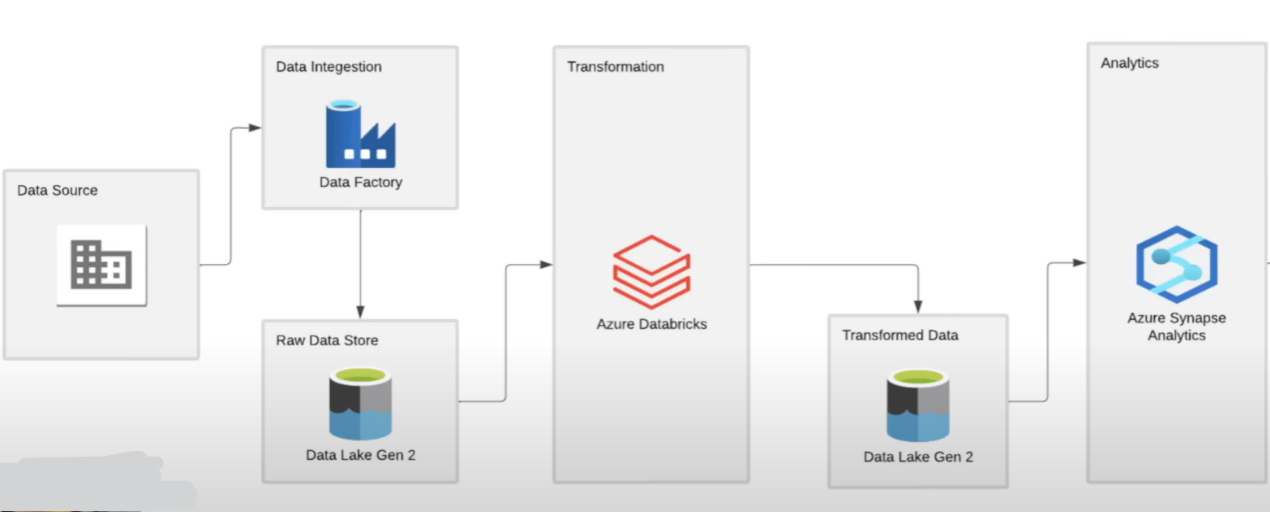 Data Source
Data Integestion
Data Factory
Raw Data Store
Data Lake Gen 2
Transformation
Azure Databricks
Transformed Data
Data Lake Gen 2
Analytics
Azure Synapse
Analytics